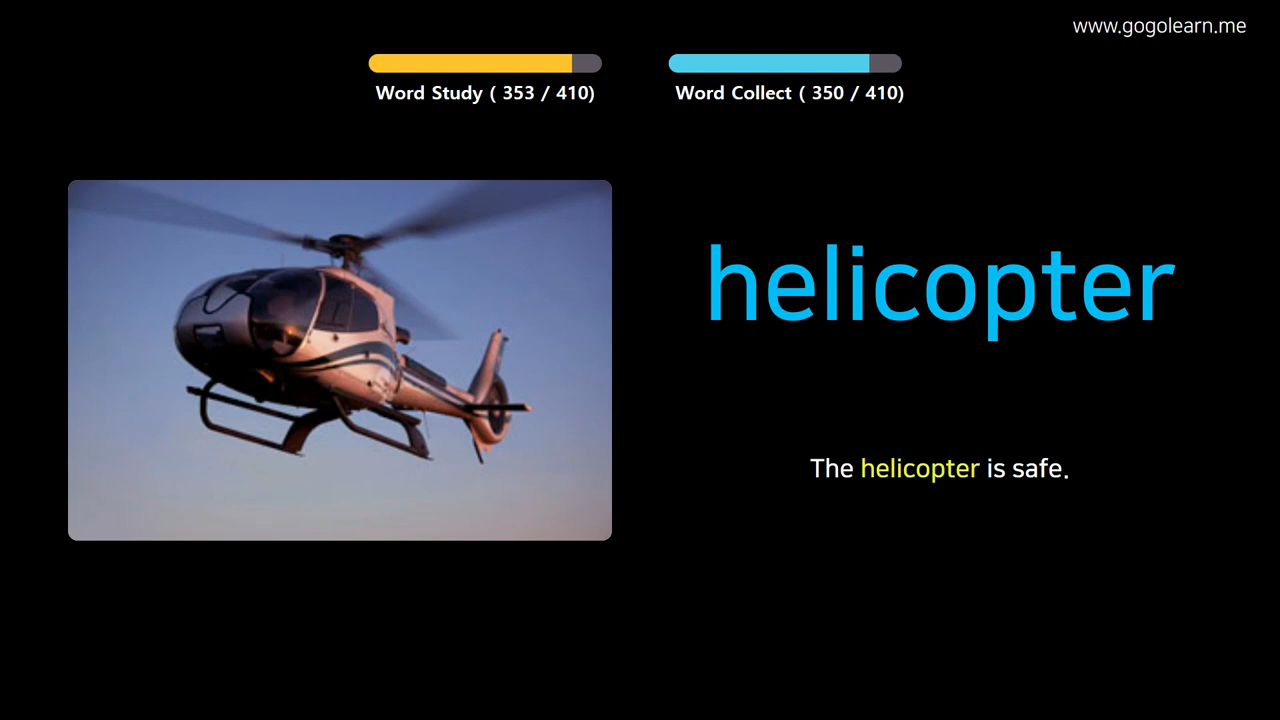 www.gogolearn.me
Word Study ( 353 / 410)
Word Collect ( 350 / 410)
helicopter
The helicopter is safe.